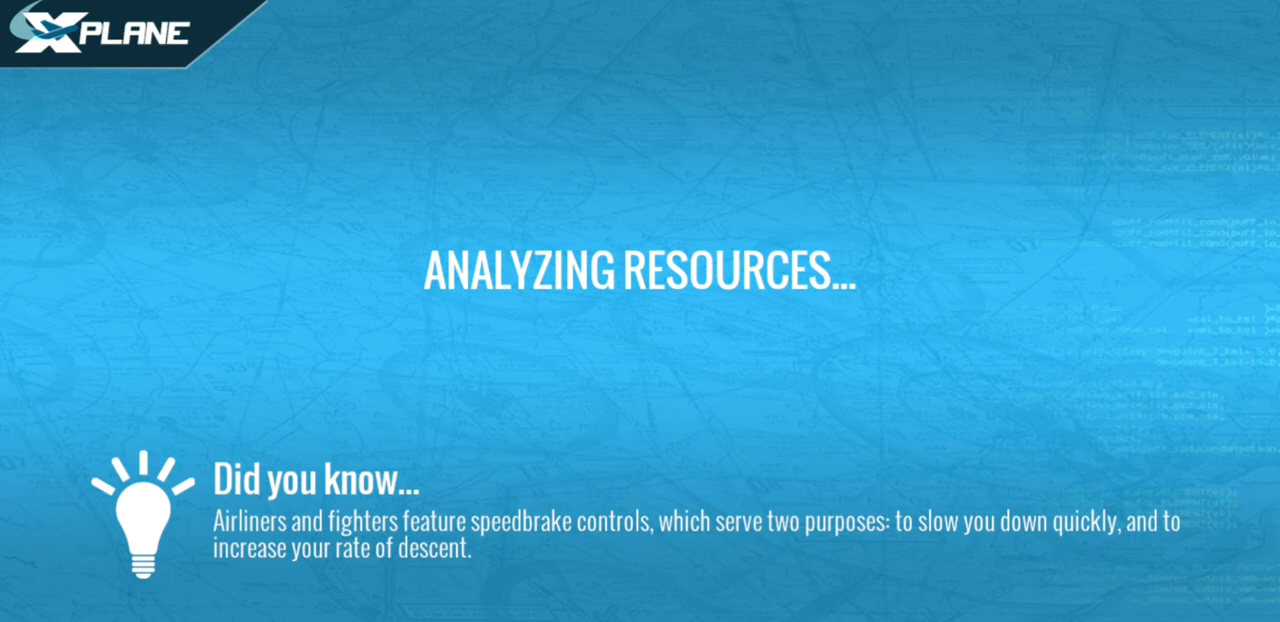 X PLANE
ANALYZING RESOURCES...
Did you know...
Airliners and fighters feature speedbrake controls, which serve two purposes: to slow you down quickly, and to
increase your rate of descent.